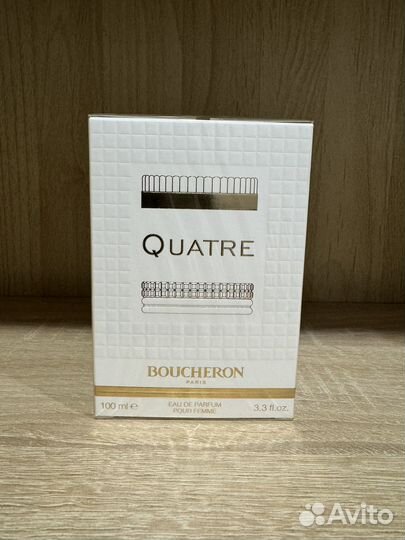 QUATRE
BOUCHERON
PARIS
100 ml ℮
EAU DE PARFUM
POUR FEMME
3.3 fl.oz.
Avito